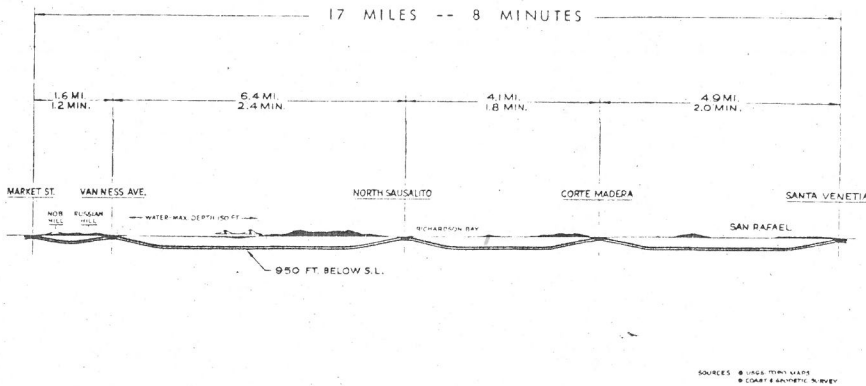 17 MILES -- 8 MINUTES
1.6 MI.
1.2 MIN.
6.4 MI.
2.4 MIN.
4.1 MI.
1.8 MIN.
4.9 MI.
2.0 MIN.
MARKET ST.
VAN NESS AVE.
NORTH SAUSALITO
CORTE MADERA
SANTA VENETIA
NOB
HILL
RUSSIAN
HILL
WATER-MAX. DEPTH 150 FT.
RICHARDSON BAY
SAN RAFAEL
950 FT. BELOW S.L.
SOURCES
USGS TOPO MAPS
COAST & GEODETIC SURVEY